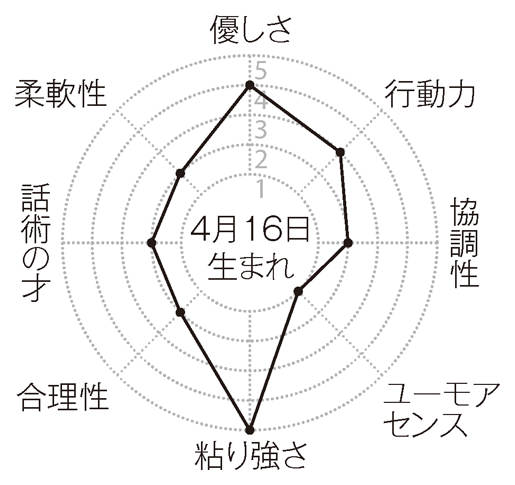 優しさ
行動力
協調性
ユーモア
センス
粘り強さ
合理性
話術の才
柔軟性
5
4
3
2
1
4月16日
生まれ